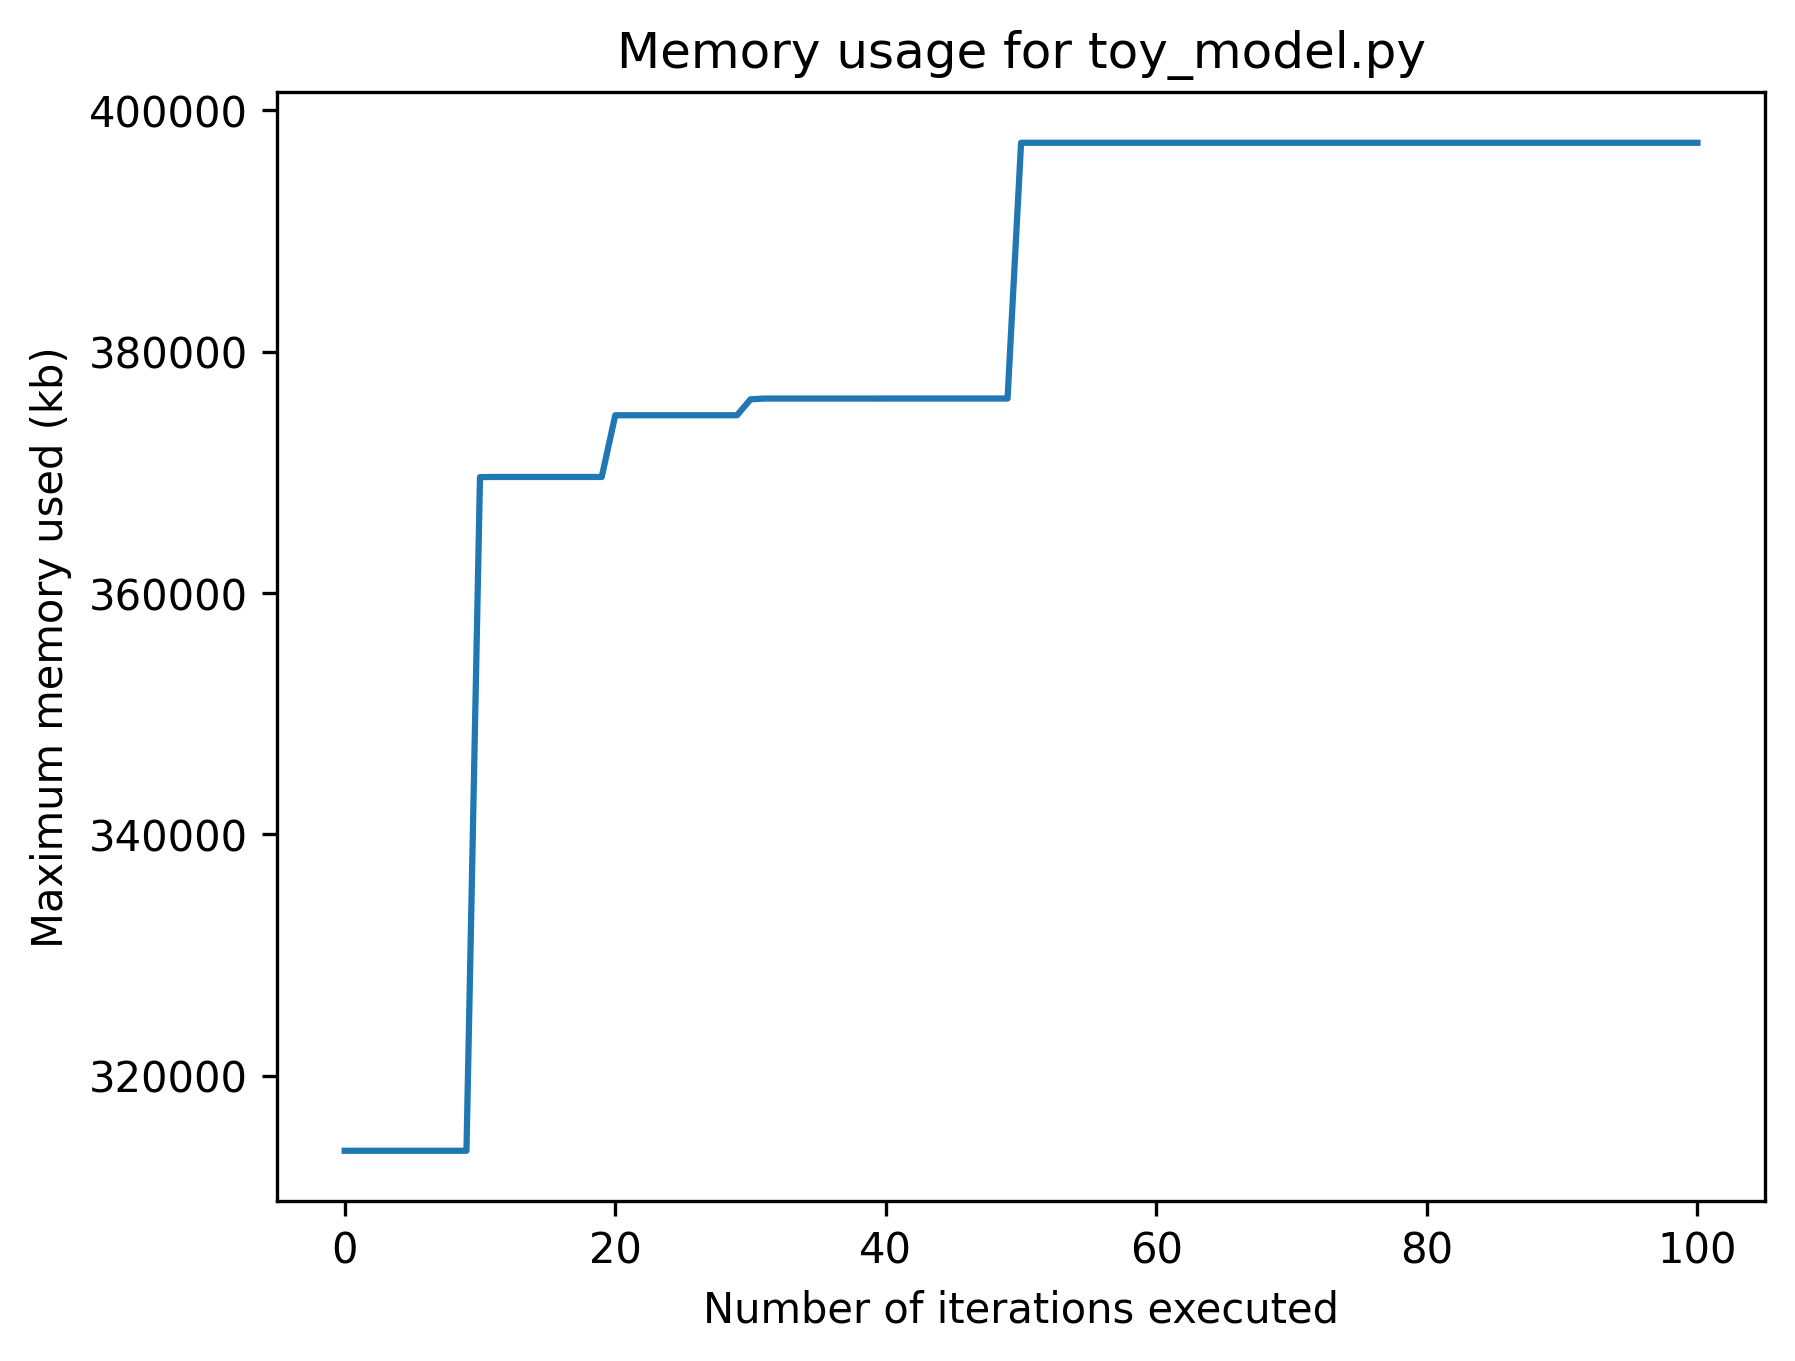 Memory usage for toy_model.py
400000
380000
360000
340000
320000
Maximum memory used (kb)
0 20 40 60 80 100
Number of iterations executed